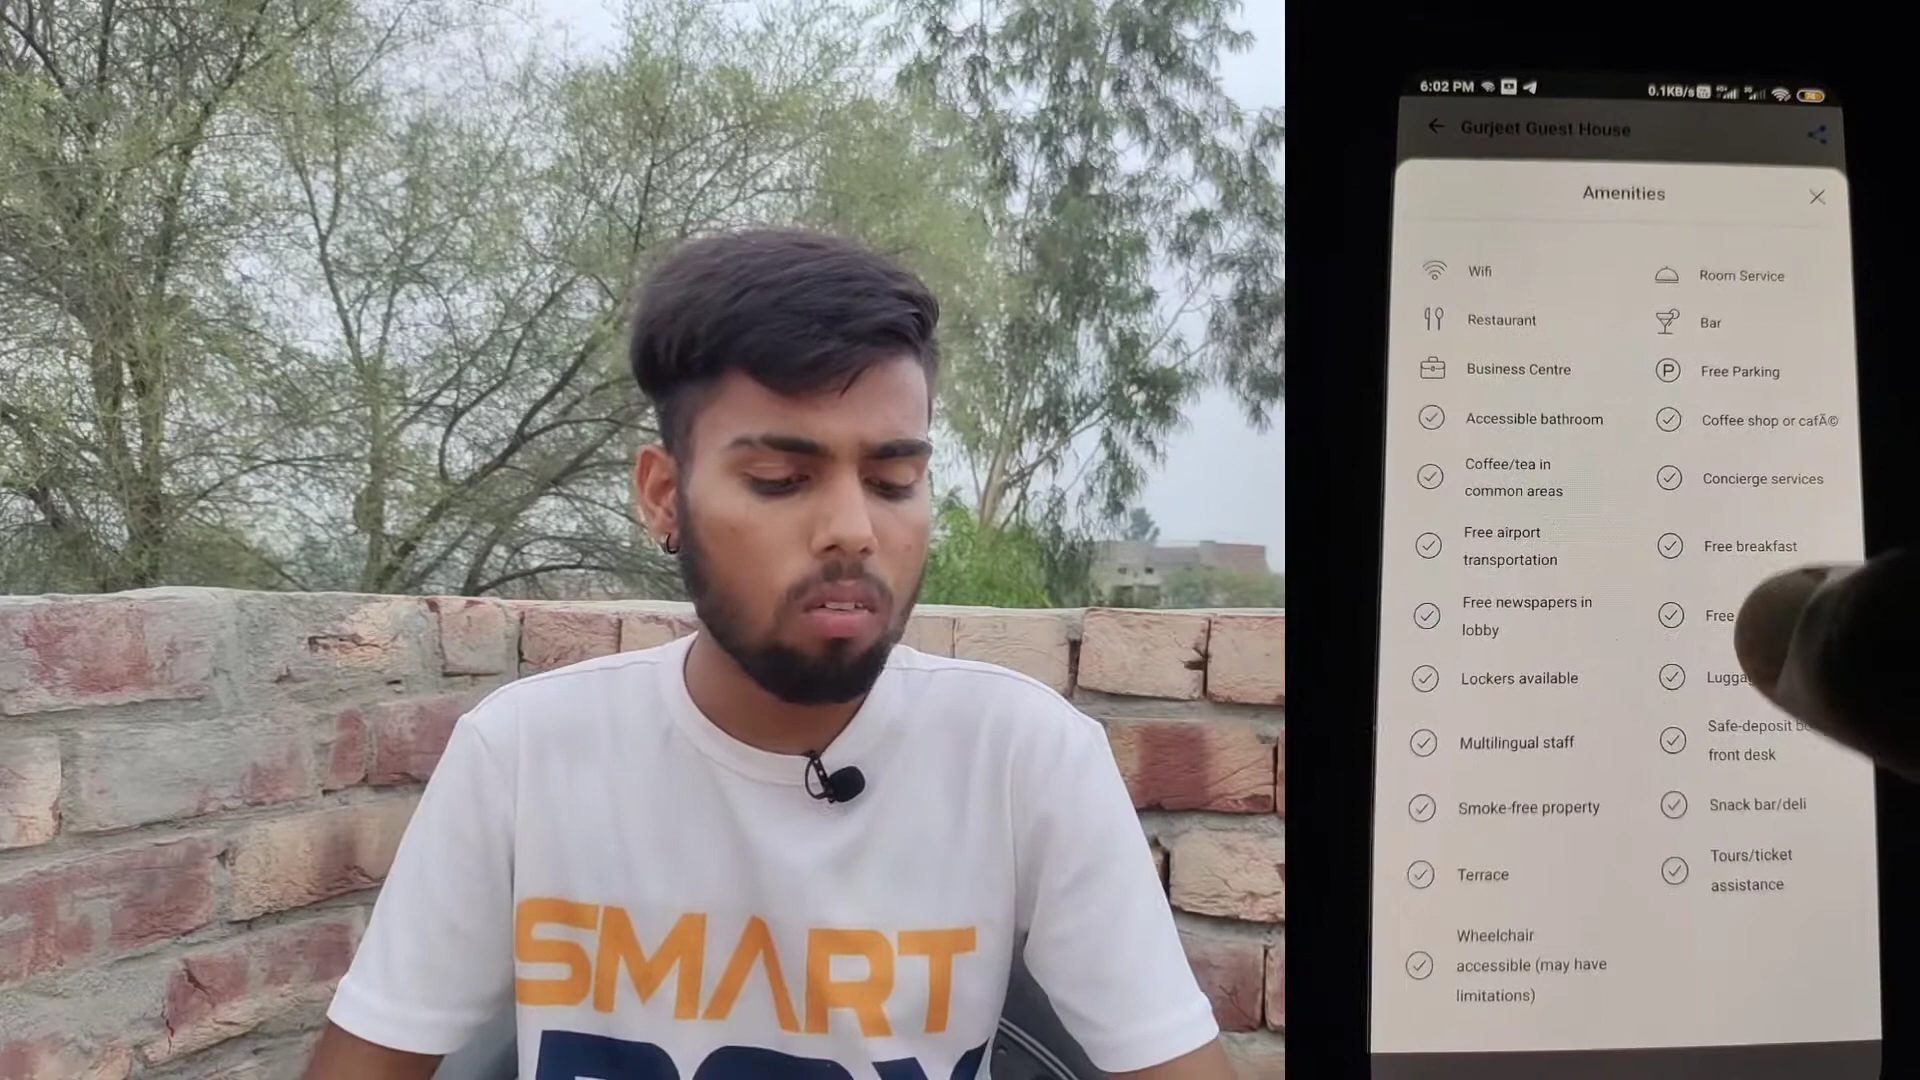 SMART
6:02 PM
0.1KB/s
Gurjeet Guest House
Amenities
Wifi
Room Service
Restaurant
Bar
Business Centre
P
Free Parking
Accessible bathroom
Coffee shop or cafÃ©
Coffee/tea in
common areas
Concierge services
Free airport
transportation
Free breakfast
Free newspapers in
lobby
Free
Lockers available
Multilingual staff
Safe-deposit
front desk
Smoke-free property
Snack bar/deli
Terrace
Tours/ticket
assistance
Wheelchair
accessible (may have
limitations)